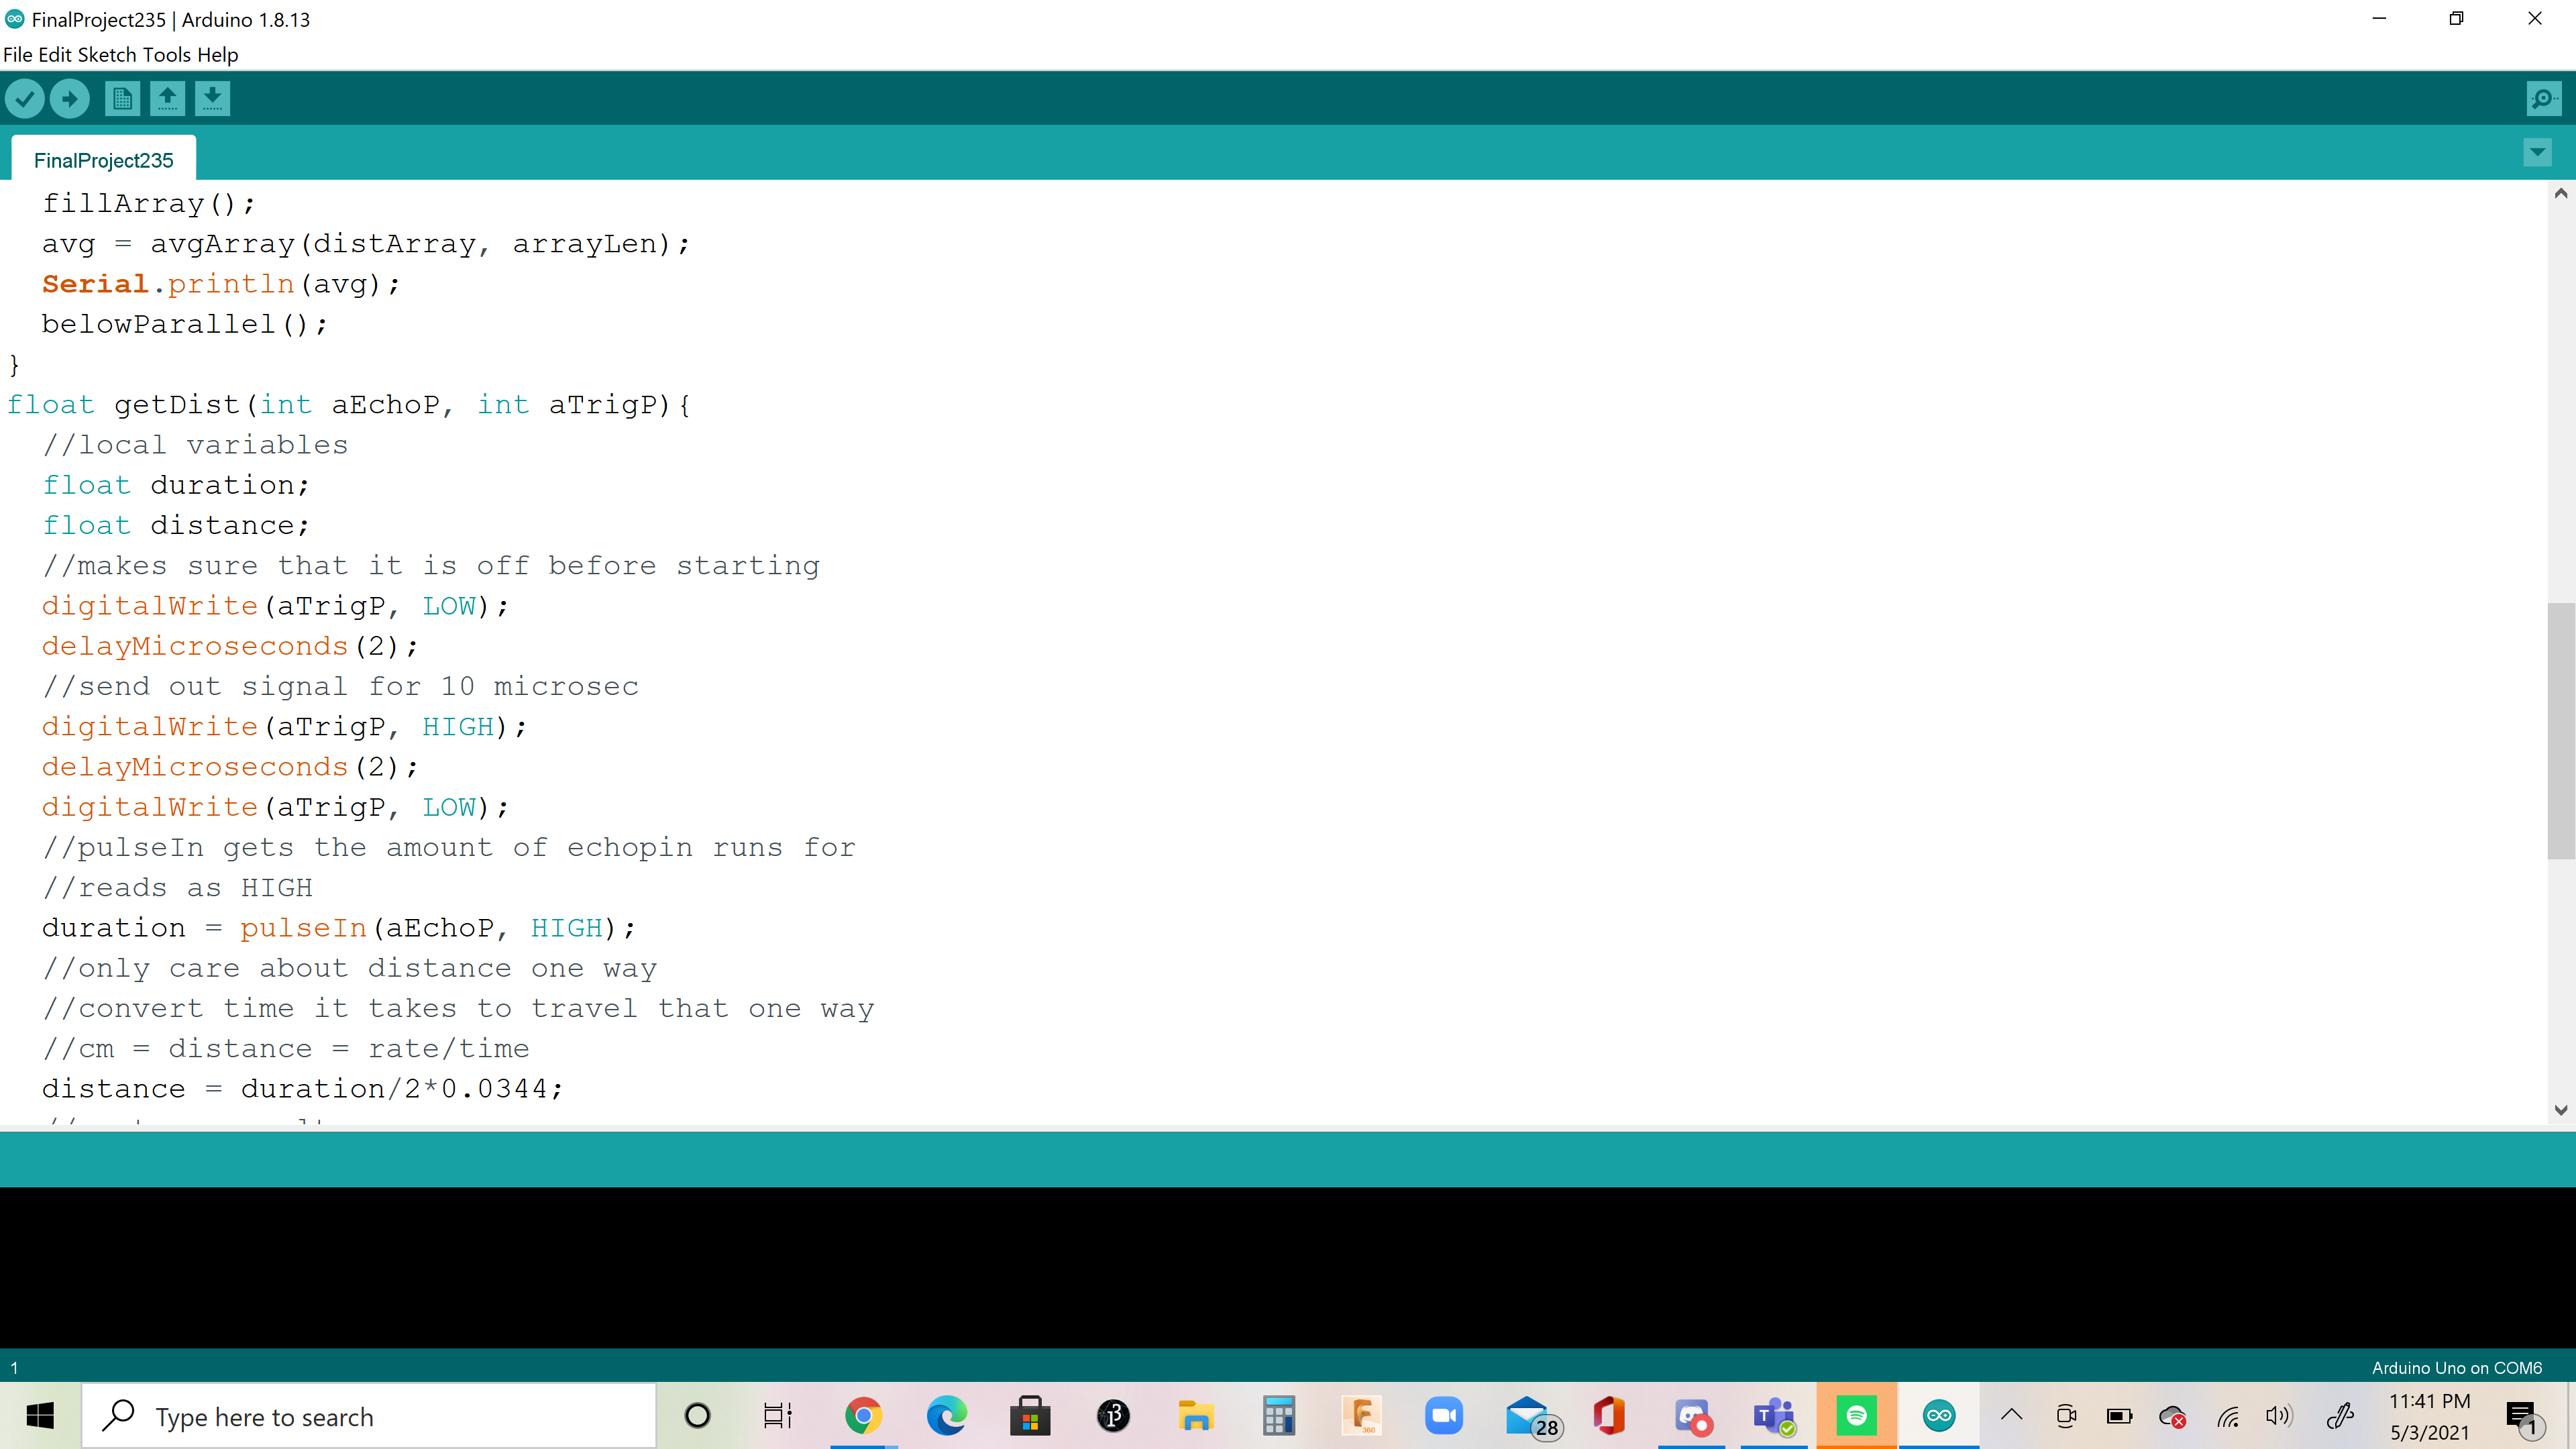 FinalProject235 | Arduino 1.8.13
File Edit Sketch Tools Help
FinalProject235
fillArray();
avg = avgArray(distArray, arrayLen);
Serial.println(avg);
belowParallel();
}
float getDist(int aEchoP, int aTrigP){
//local variables
float duration;
float distance;
//makes sure that it is off before starting
digitalWrite(aTrigP, LOW);
delayMicroseconds(2);
//send out signal for 10 microsec
digitalWrite(aTrigP, HIGH);
delayMicroseconds(2);
digitalWrite(aTrigP, LOW);
//pulseIn gets the amount of echopin runs for
//reads as HIGH
duration = pulseIn(aEchoP, HIGH);
//only care about distance one way
//convert time it takes to travel that one way
//cm = distance = rate/time
distance = duration/2*0.0344;
1
Arduino Uno on COM6
Type here to search
28
11:41 PM
5/3/2021
1